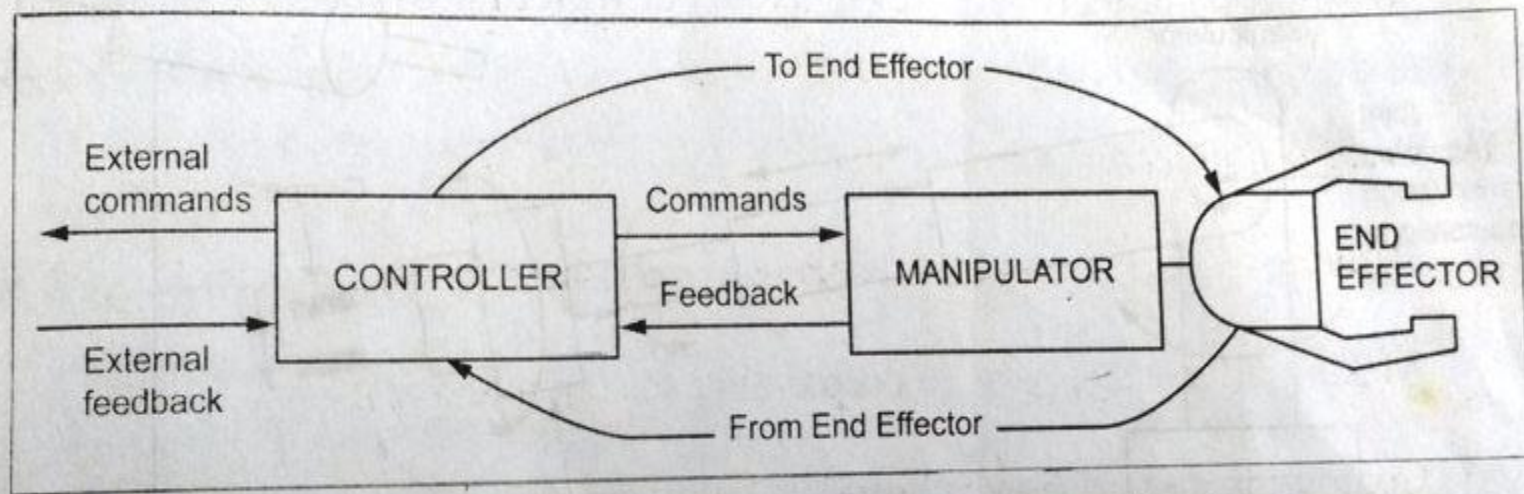 To End Effector
External
commands
Commands
CONTROLLER
MANIPULATOR
END
EFFECTOR
Feedback
External
feedback
From End Effector